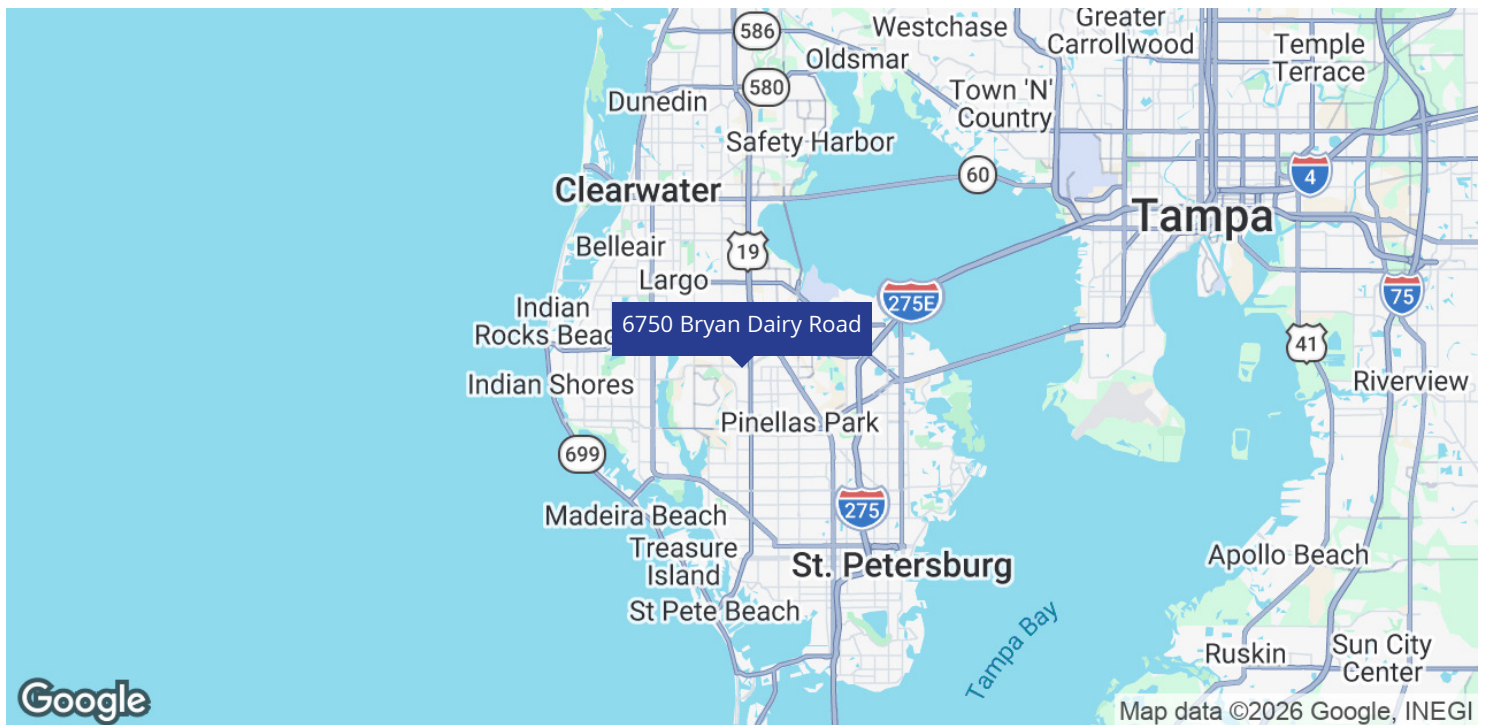 586
Westchase
Greater
Carrollwood
Oldsmar
Temple
Terrace
580
Dunedin
Town 'N'
Country
Safety Harbor
60
4
Clearwater
Tampa
Belleair
19
Largo
275E
75
Indian
Rocks Beac
6750 Bryan Dairy Road
41
Indian Shores
Riverview
Pinellas Park
699
275
Madeira Beach
Treasure
Island
St. Petersburg
Apollo Beach
St Pete Beach
Tampa Bay
Ruskin
Sun City
Center
Google
Map data ©2026 Google, INEGI